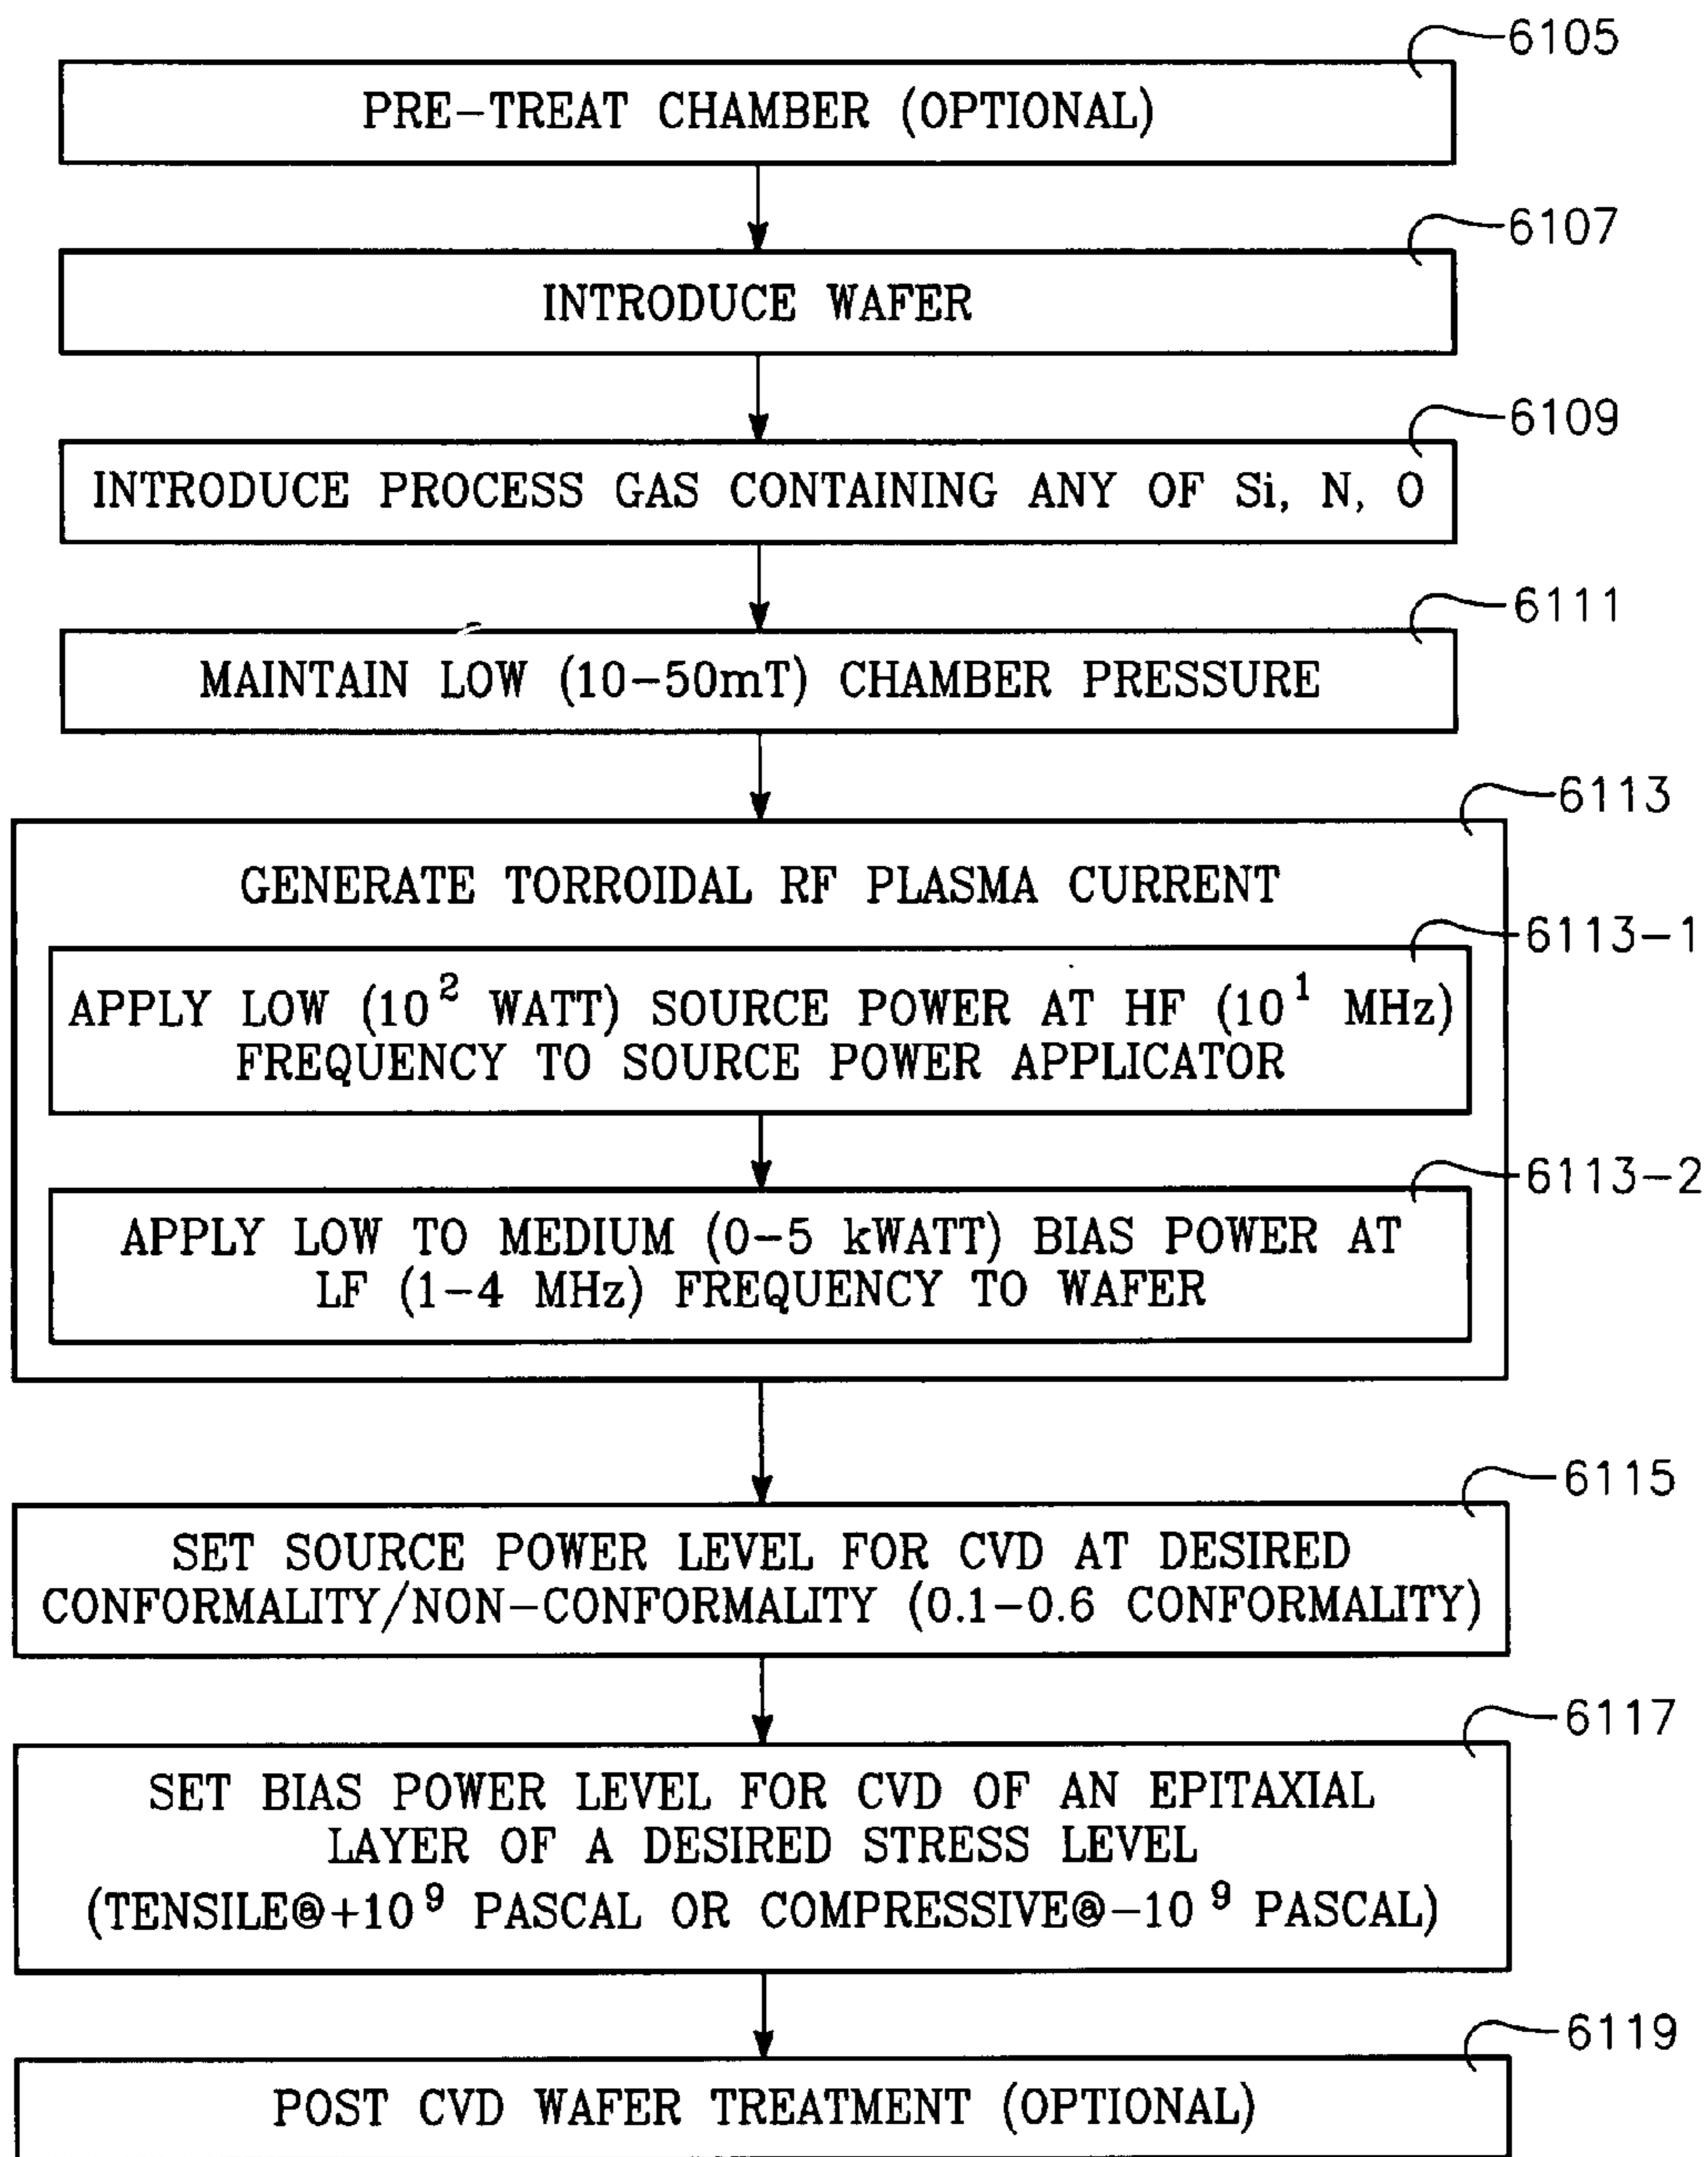 6105
PRE-TREAT CHAMBER (OPTIONAL)
6107
INTRODUCE WAFER
6109
INTRODUCE PROCESS GAS CONTAINING ANY OF Si, N, O
6111
MAINTAIN LOW (10-50mT) CHAMBER PRESSURE
6113
GENERATE TORROIDAL RF PLASMA CURRENT
6113-1
APPLY LOW (10² WATT) SOURCE POWER AT HF (10¹ MHz)
FREQUENCY TO SOURCE POWER APPLICATOR
6113-2
APPLY LOW TO MEDIUM (0-5 kWATT) BIAS POWER AT
LF (1-4 MHz) FREQUENCY TO WAFER
6115
SET SOURCE POWER LEVEL FOR CVD AT DESIRED
CONFORMALITY/NON-CONFORMALITY (0.1-0.6 CONFORMALITY)
6117
SET BIAS POWER LEVEL FOR CVD OF AN EPITAXIAL
LAYER OF A DESIRED STRESS LEVEL
(TENSILE@+10⁹ PASCAL OR COMPRESSIVE@-10⁹ PASCAL)
6119
POST CVD WAFER TREATMENT (OPTIONAL)